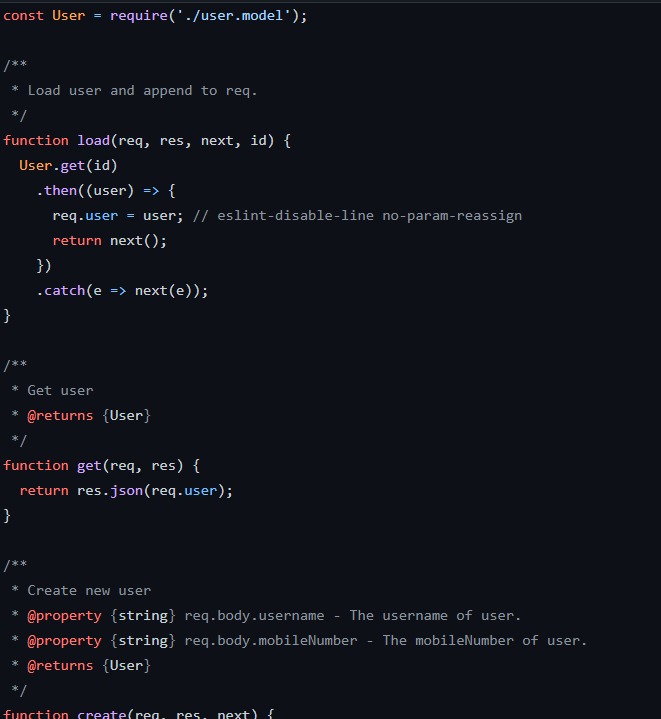 const User = require('./user.model');

/**
 * Load user and append to req.
 */
function load(req, res, next, id) {
  User.get(id)
    .then((user) => {
      req.user = user; // eslint-disable-line no-param-reassign
      return next();
    })
    .catch(e => next(e));
}

/**
 * Get user
 * @returns {User}
 */
function get(req, res) {
  return res.json(req.user);
}

/**
 * Create new user
 * @property {string} req.body.username - The username of user.
 * @property {string} req.body.mobileNumber - The mobileNumber of user.
 * @returns {User}
 */
function create(req, res, next) {